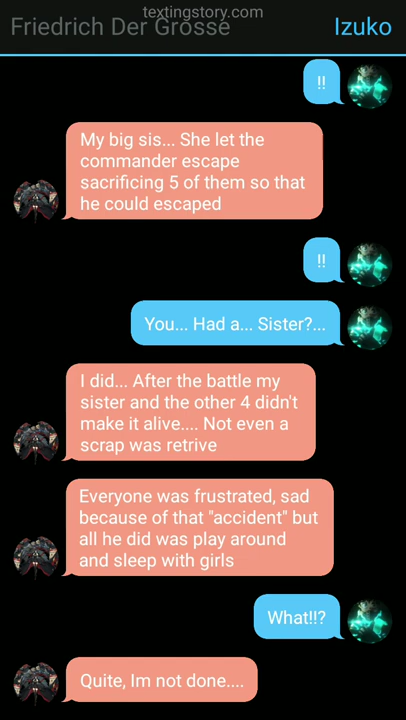 textingstory.com
Friedrich Der Grosse
Izuko
!!
My big sis... She let the
commander escape
sacrificing 5 of them so that
he could escaped
!!
You... Had a... Sister?...
I did... After the battle my
sister and the other 4 didn't
make it alive.... Not even a
scrap was retrive
Everyone was frustrated, sad
because of that "accident" but
all he did was play around
and sleep with girls
What!!?
Quite, Im not done....